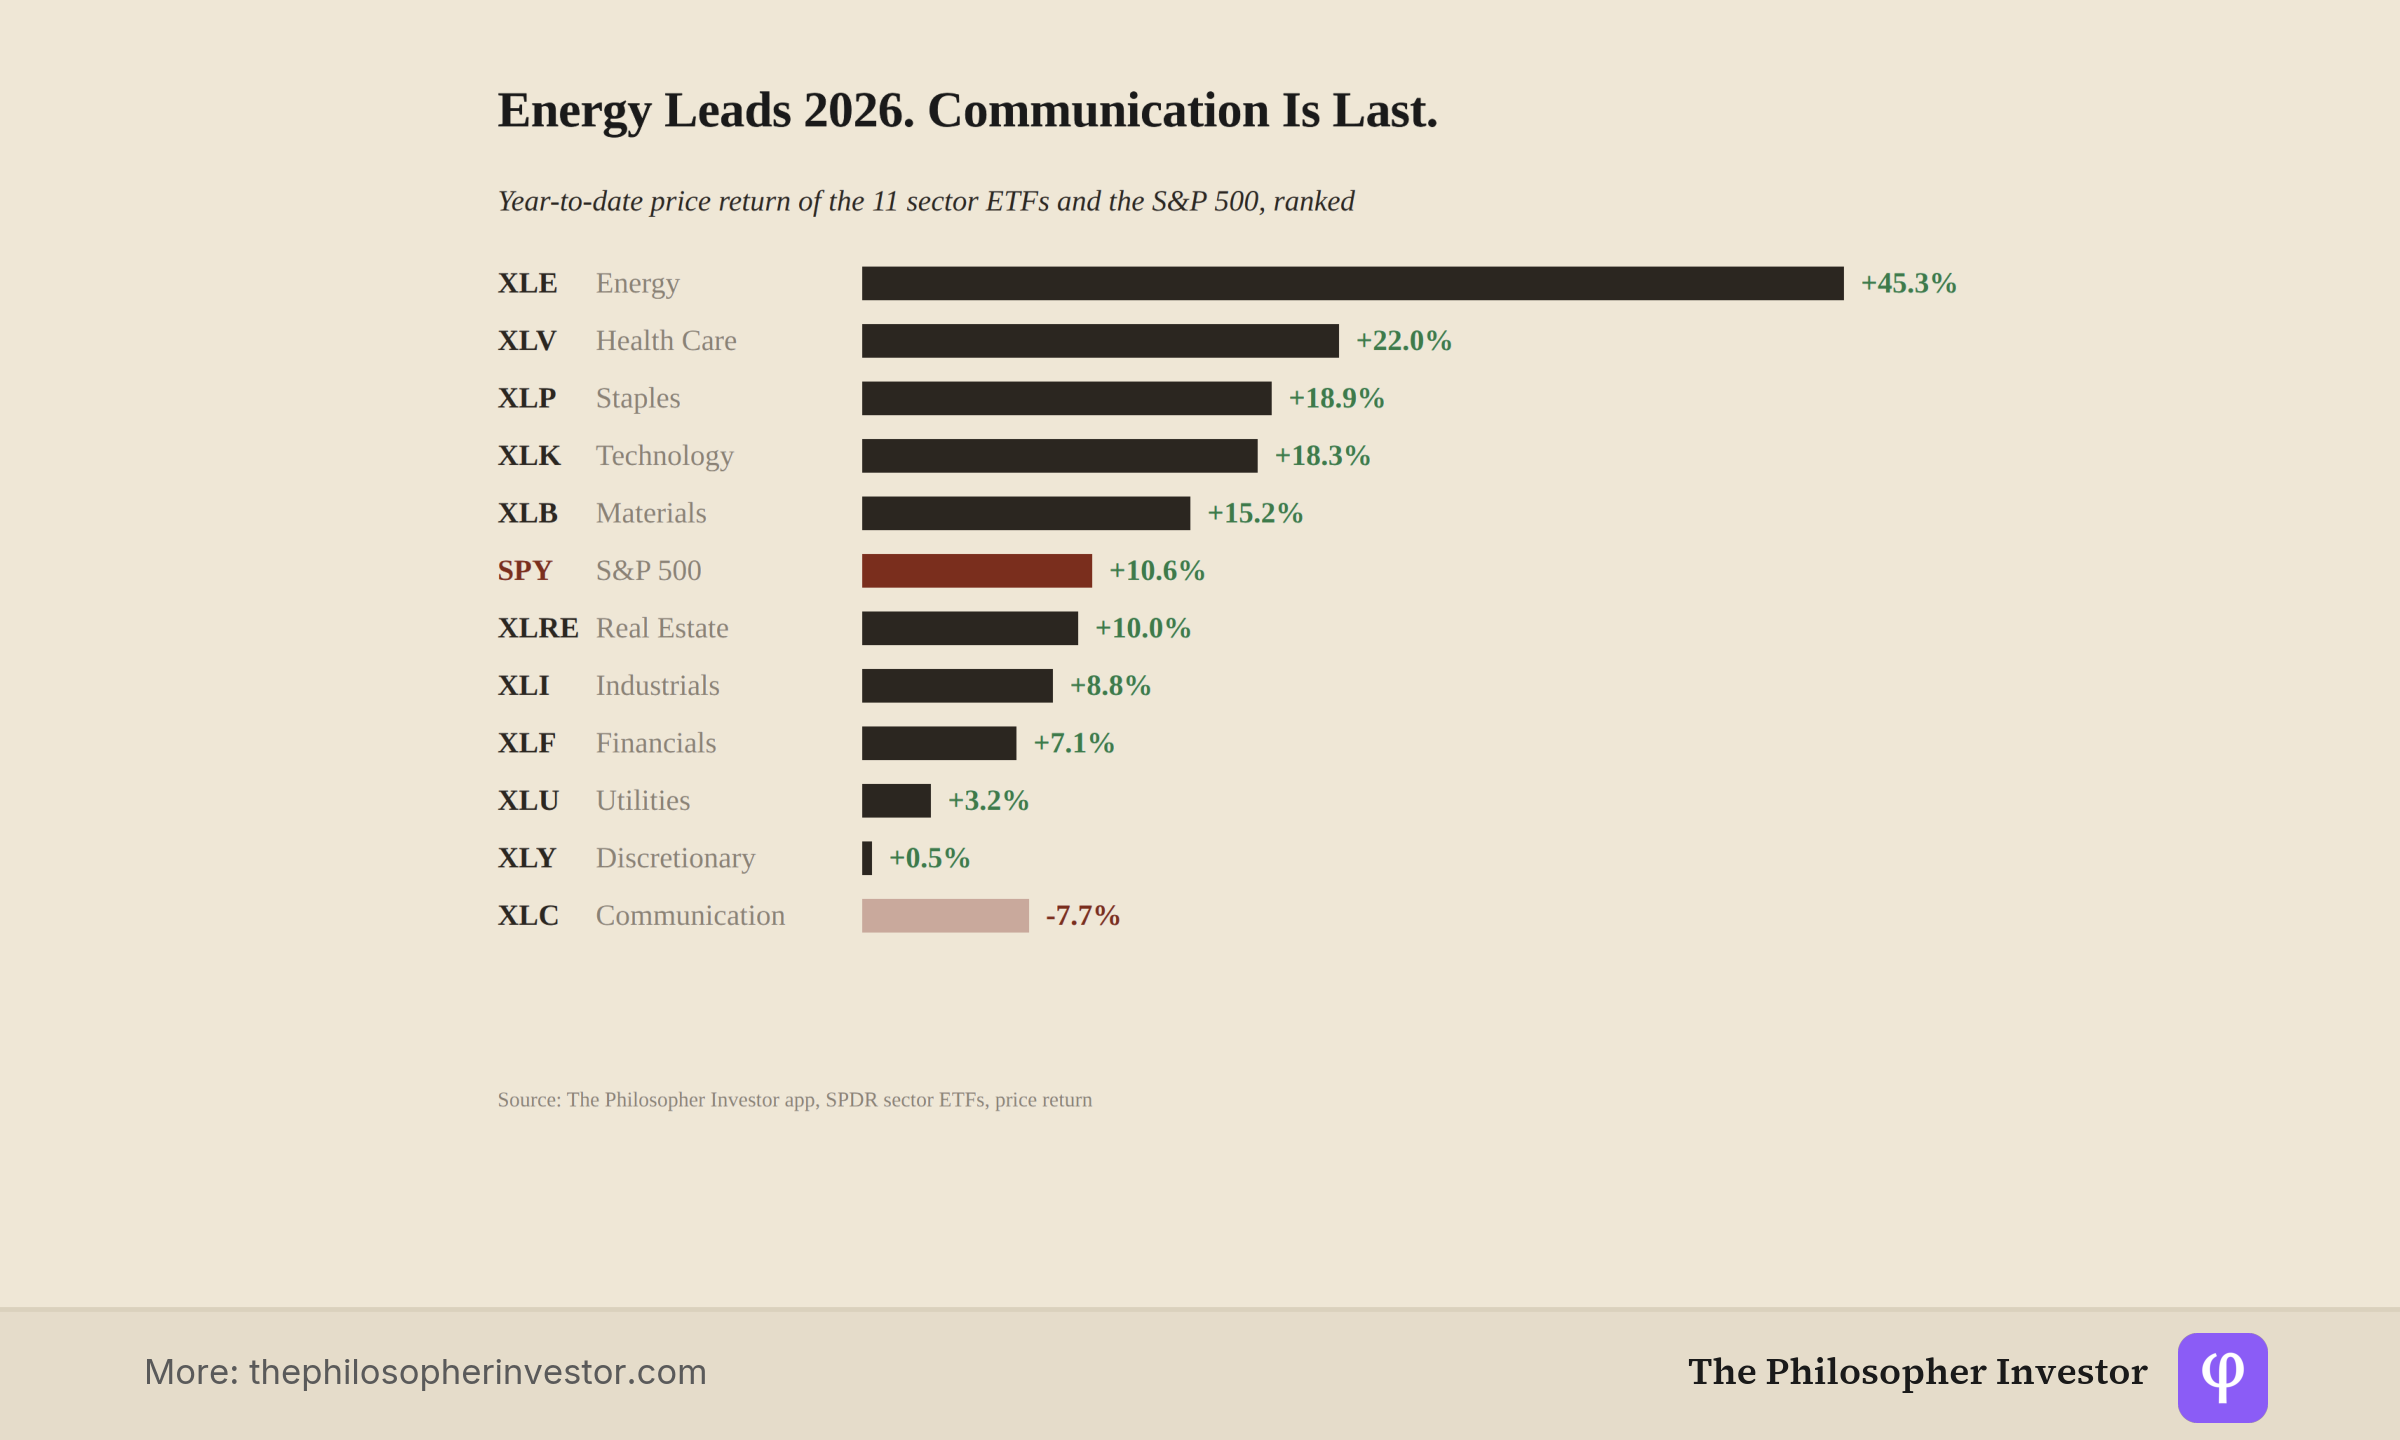 Energy Leads 2026. Communication Is Last.
Year-to-date price return of the 11 sector ETFs and the S&P 500, ranked
XLE Energy +45.3%
XLV Health Care +22.0%
XLP Staples +18.9%
XLK Technology +18.3%
XLB Materials +15.2%
SPY S&P 500 +10.6%
XLRE Real Estate +10.0%
XLI Industrials +8.8%
XLF Financials +7.1%
XLU Utilities +3.2%
XLY Discretionary +0.5%
XLC Communication -7.7%
Source: The Philosopher Investor app, SPDR sector ETFs, price return
More: thephilosopherinvestor.com
The Philosopher Investor φ